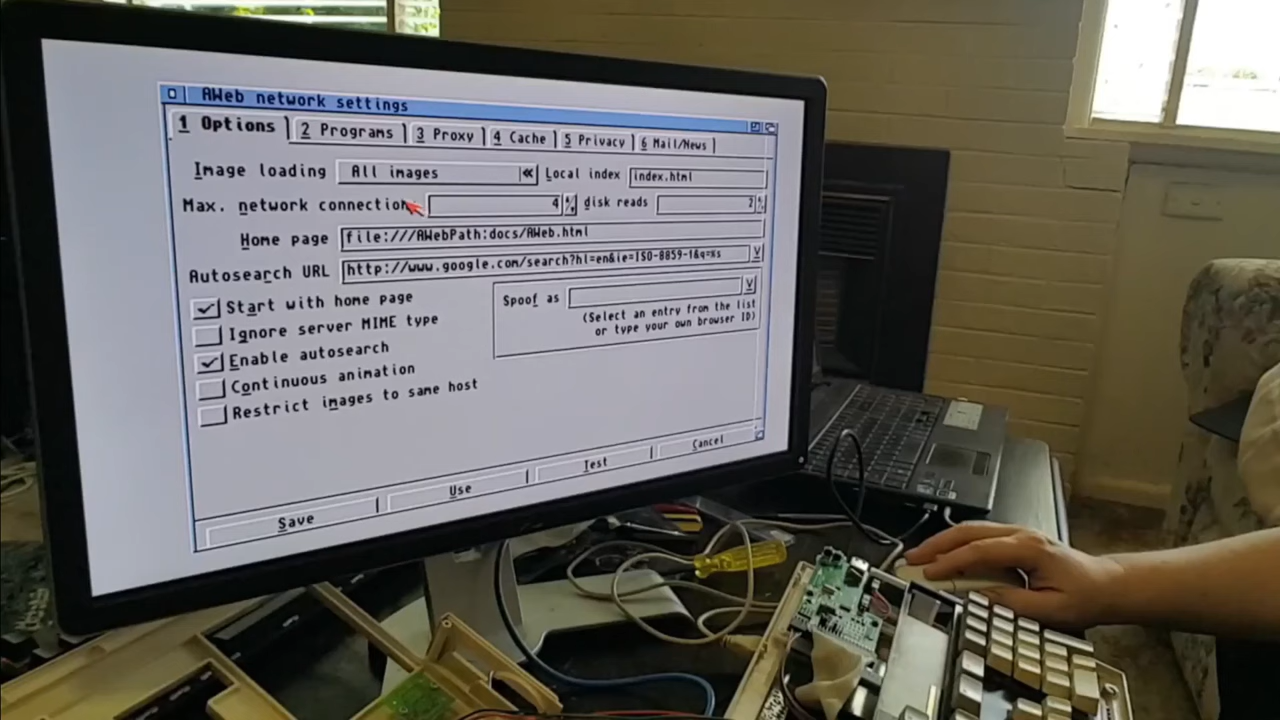 AWeb network settings
1 Options 2 Programs 3 Proxy 4 Cache 5 Privacy 6 Mail/News
Image loading All images Local index index.html
Max. network connection 4 disk reads 2
Home page file:///AWebPath:docs/AWeb.html
Autosearch URL http://www.google.com/search?hl=en&ie=ISO-8859-1&q=%s
Start with home page
Ignore server MIME type
Enable autosearch
Continuous animation
Restrict images to same host
Spoof as
(Select an entry from the list
or type your own browser ID)
Save Use Test Cancel